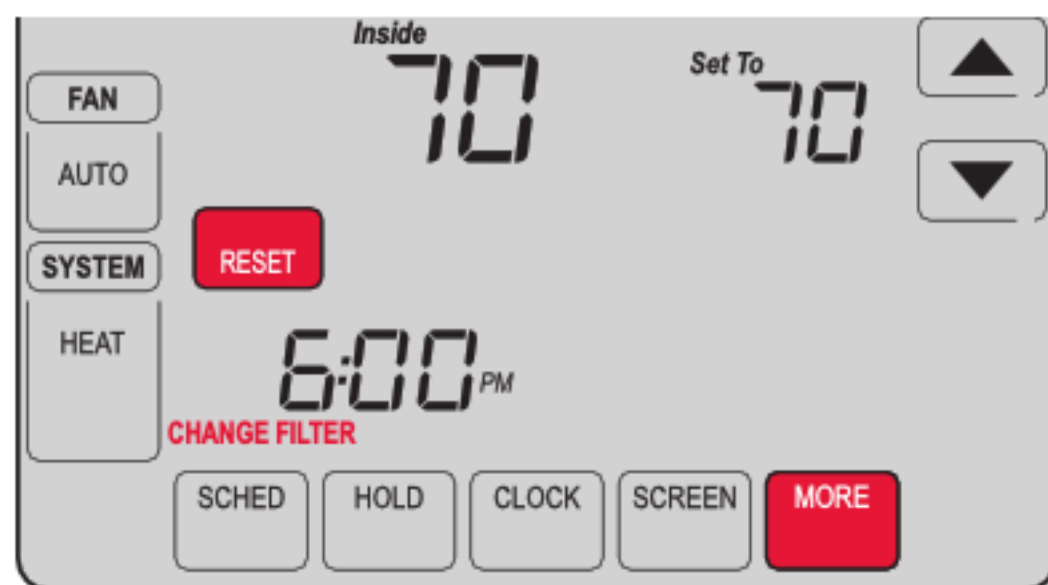 Inside
70
Set To
70
FAN
AUTO
SYSTEM
HEAT
RESET
6:00 PM
CHANGE FILTER
SCHED
HOLD
CLOCK
SCREEN
MORE